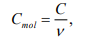 C_mol = C/ν,